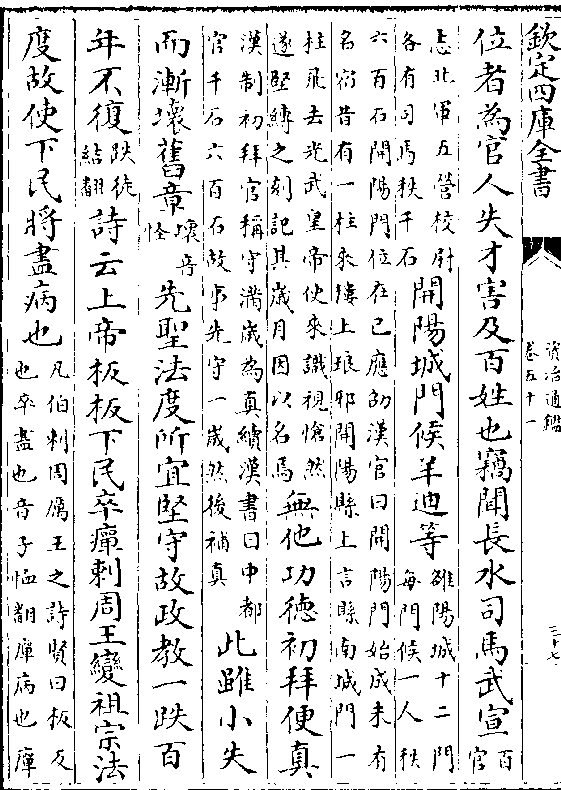 欽定四庫全書
資治通鑑
卷五十一
三十七
位者為官人失才害及百姓也竊聞長水司馬武宣
百
官
志北軍五營校尉
各有司馬秩千石
開陽城門候羊迪等
雒陽城十二門
每門候一人秩
六百石開陽門位在巳應劭漢官曰開陽門始成未有
名宿昔有一柱來樓上琅邪開陽縣上言縣南城門一
柱飛去光武皇帝使來識視愴然
遂堅縛之刻記其歲月因以名焉
無他功德初拜便真
漢制初拜官稱守滿歲為真續漢書曰中都
官千石六百石故事先守一歲然後補真
此雖小失
而漸壞舊章
壞音
怪
先聖法度所宜堅守故政教一跌百
年不復
跌徒
結翻
詩云上帝板板下民卒癉刺周王變祖宗法
度故使下民將盡病也
凡伯刺周厲王之詩賢曰板反
也卒盡也音子恤翻癉病也癉